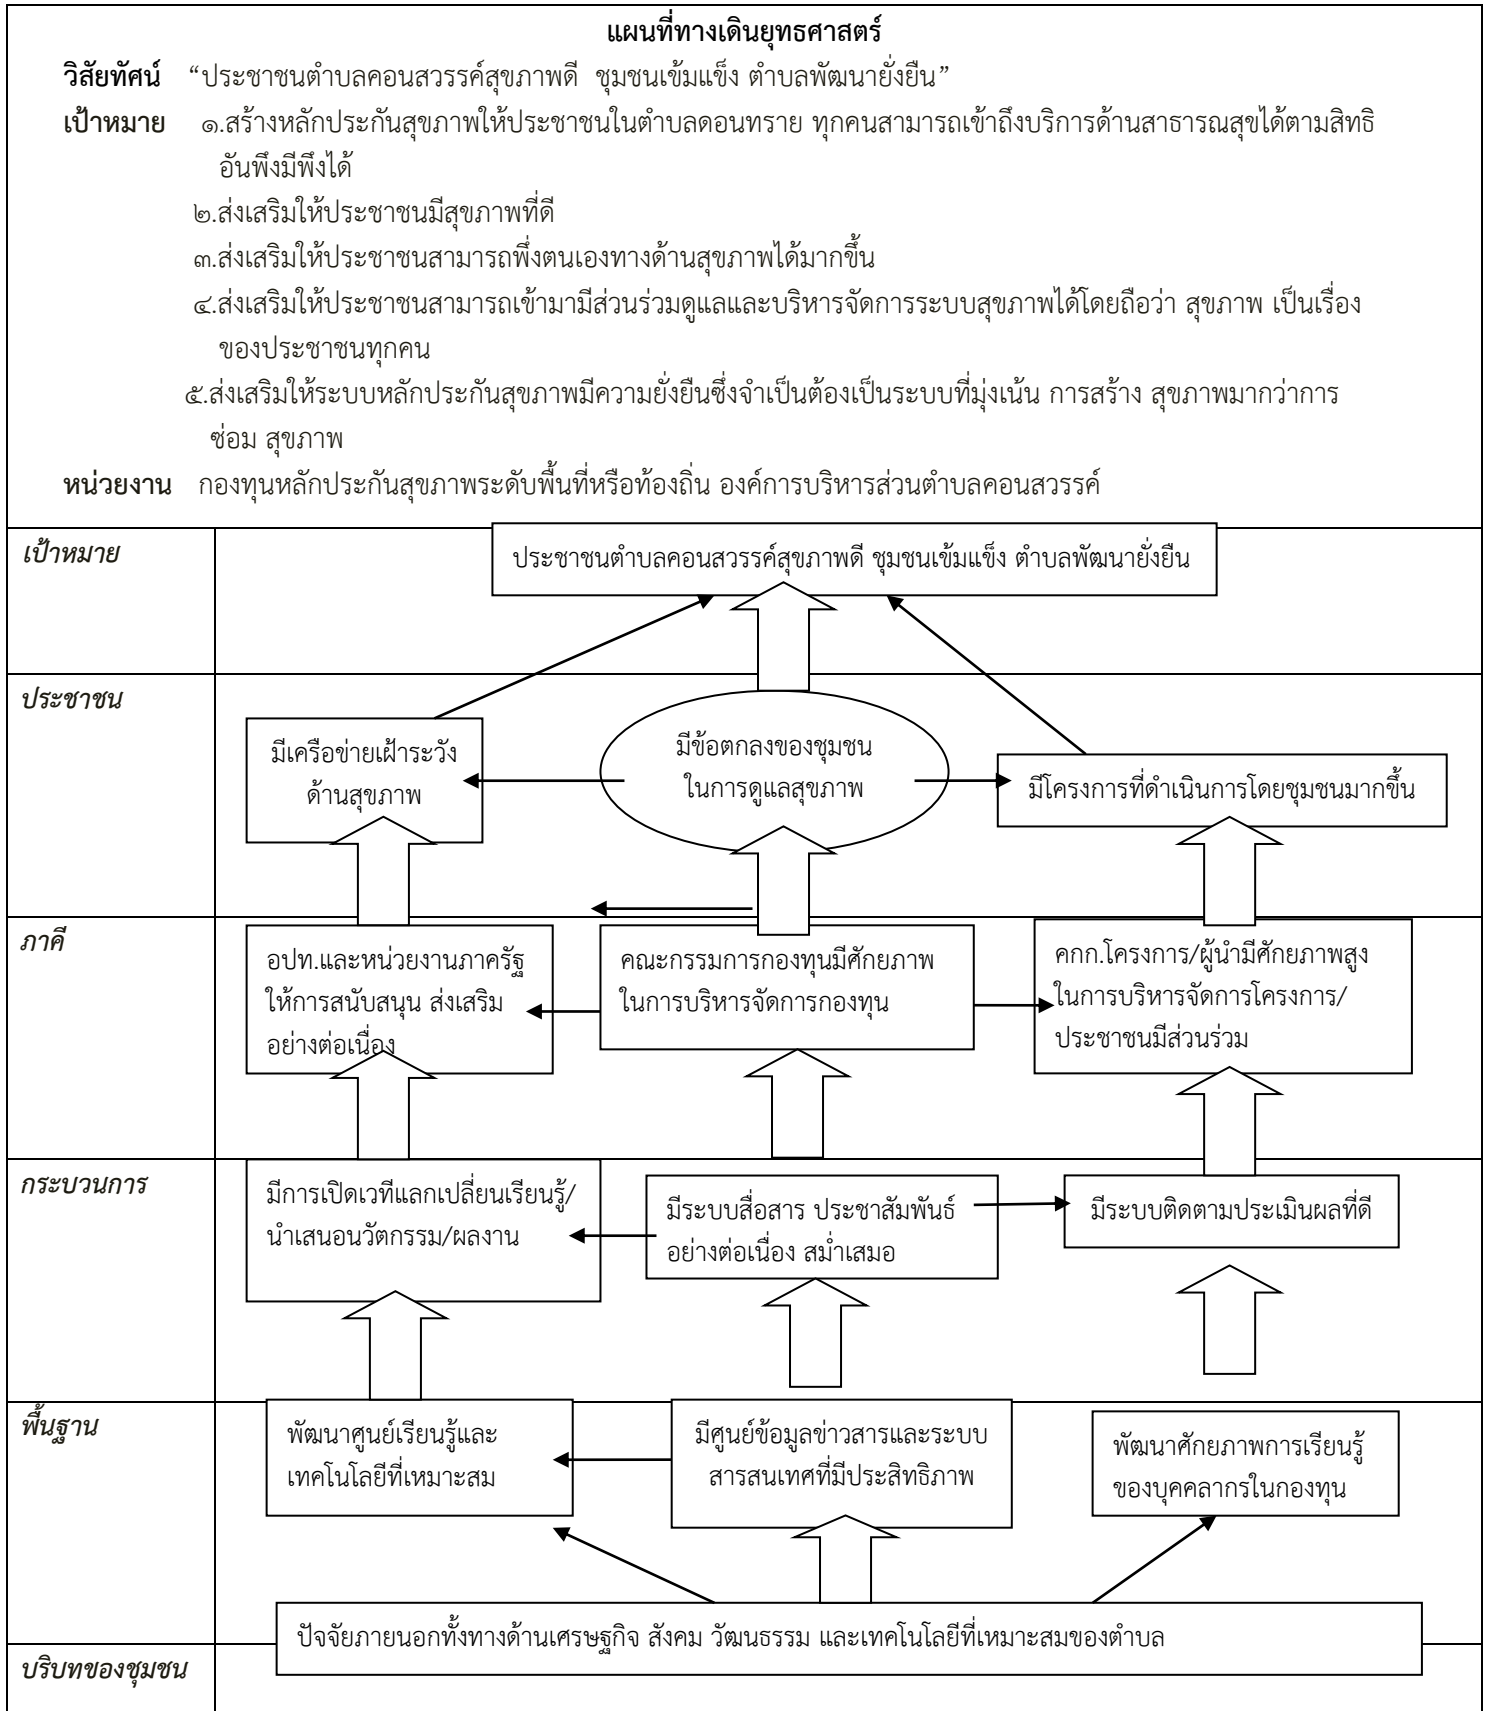 แผนที่ทางเดินยุทธศาสตร์
วิสัยทัศน์ “ประชาชนตำบลคอนสวรรค์สุขภาพดี ชุมชนเข้มแข็ง ตำบลพัฒนายั่งยืน”
เป้าหมาย ๑.สร้างหลักประกันสุขภาพให้ประชาชนในตำบลดอนทราย ทุกคนสามารถเข้าถึงบริการด้านสาธารณสุขได้ตามสิทธิ
อันพึงมีพึงได้
๒.ส่งเสริมให้ประชาชนมีสุขภาพที่ดี
๓.ส่งเสริมให้ประชาชนสามารถพึ่งตนเองทางด้านสุขภาพได้มากขึ้น
๔.ส่งเสริมให้ประชาชนสามารถเข้ามามีส่วนร่วมดูแลและบริหารจัดการระบบสุขภาพได้โดยถือว่า สุขภาพ เป็นเรื่อง
ของประชาชนทุกคน
๕.ส่งเสริมให้ระบบหลักประกันสุขภาพมีความยั่งยืนซึ่งจำเป็นต้องเป็นระบบที่มุ่งเน้น การสร้าง สุขภาพมากว่าการ
ซ่อม สุขภาพ
หน่วยงาน กองทุนหลักประกันสุขภาพระดับพื้นที่หรือท้องถิ่น องค์การบริหารส่วนตำบลคอนสวรรค์
เป้าหมาย
ประชาชนตำบลคอนสวรรค์สุขภาพดี ชุมชนเข้มแข็ง ตำบลพัฒนายั่งยืน
ประชาชน
มีเครือข่ายเฝ้าระวัง
ด้านสุขภาพ
มีข้อตกลงของชุมชน
ในการดูแลสุขภาพ
มีโครงการที่ดำเนินการโดยชุมชนมากขึ้น
ภาคี
อปท.และหน่วยงานภาครัฐ
ให้การสนับสนุน ส่งเสริม
อย่างต่อเนื่อง
คณะกรรมการกองทุนมีศักยภาพ
ในการบริหารจัดการกองทุน
คกก.โครงการ/ผู้นำมีศักยภาพสูง
ในการบริหารจัดการโครงการ/
ประชาชนมีส่วนร่วม
กระบวนการ
มีการเปิดเวทีแลกเปลี่ยนเรียนรู้/
นำเสนอนวัตกรรม/ผลงาน
มีระบบสื่อสาร ประชาสัมพันธ์
อย่างต่อเนื่อง สม่ำเสมอ
มีระบบติดตามประเมินผลที่ดี
พื้นฐาน
พัฒนาศูนย์เรียนรู้และ
เทคโนโลยีที่เหมาะสม
มีศูนย์ข้อมูลข่าวสารและระบบ
สารสนเทศที่มีประสิทธิภาพ
พัฒนาศักยภาพการเรียนรู้
ของบุคคลากรในกองทุน
ปัจจัยภายนอกทั้งทางด้านเศรษฐกิจ สังคม วัฒนธรรม และเทคโนโลยีที่เหมาะสมของตำบล
บริบทของชุมชน